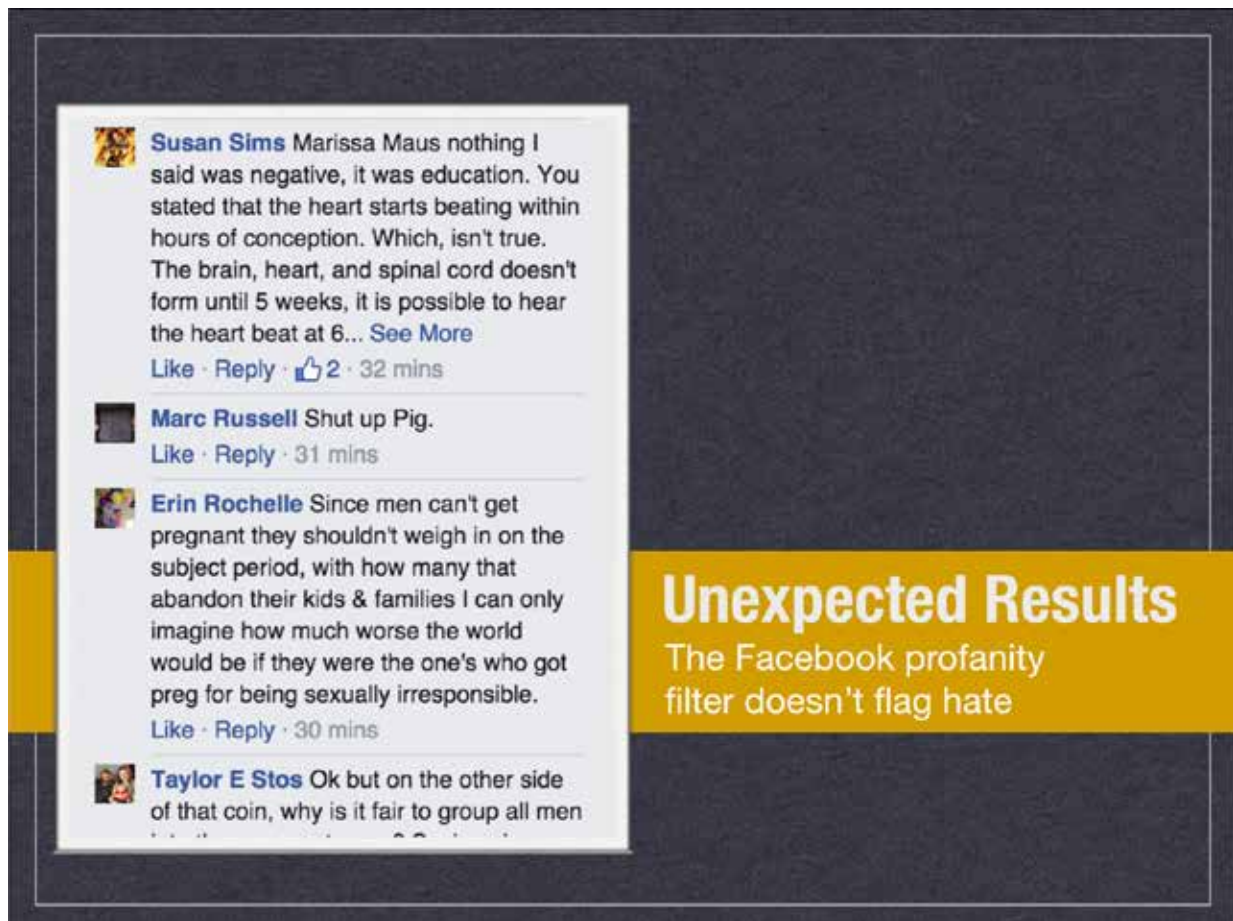 Susan Sims Marissa Maus nothing I
said was negative, it was education. You
stated that the heart starts beating within
hours of conception. Which, isn't true.
The brain, heart, and spinal cord doesn't
form until 5 weeks, it is possible to hear
the heart beat at 6... See More
Like · Reply · 2 · 32 mins
Marc Russell Shut up Pig.
Like · Reply · 31 mins
Erin Rochelle Since men can't get
pregnant they shouldn't weigh in on the
subject period, with how many that
abandon their kids & families I can only
imagine how much worse the world
would be if they were the one's who got
preg for being sexually irresponsible.
Like · Reply · 30 mins
Taylor E Stos Ok but on the other side
of that coin, why is it fair to group all men
Unexpected Results
The Facebook profanity
filter doesn't flag hate